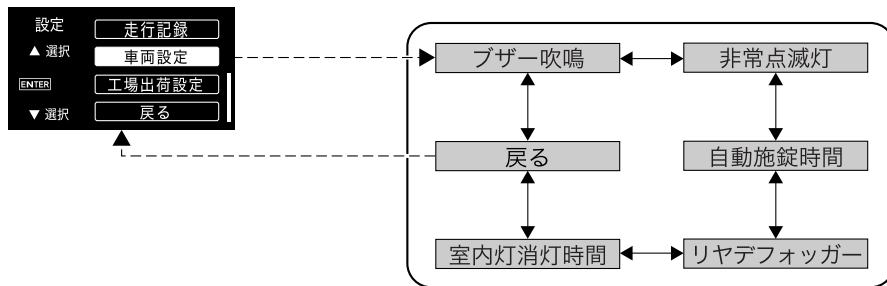 設定
走行記録
▲ 選択
車両設定
ENTER
工場出荷設定
▼ 選択
戻る
ブザー吹鳴
非常点滅灯
戻る
自動施錠時間
室内灯消灯時間
リヤデフォッガー